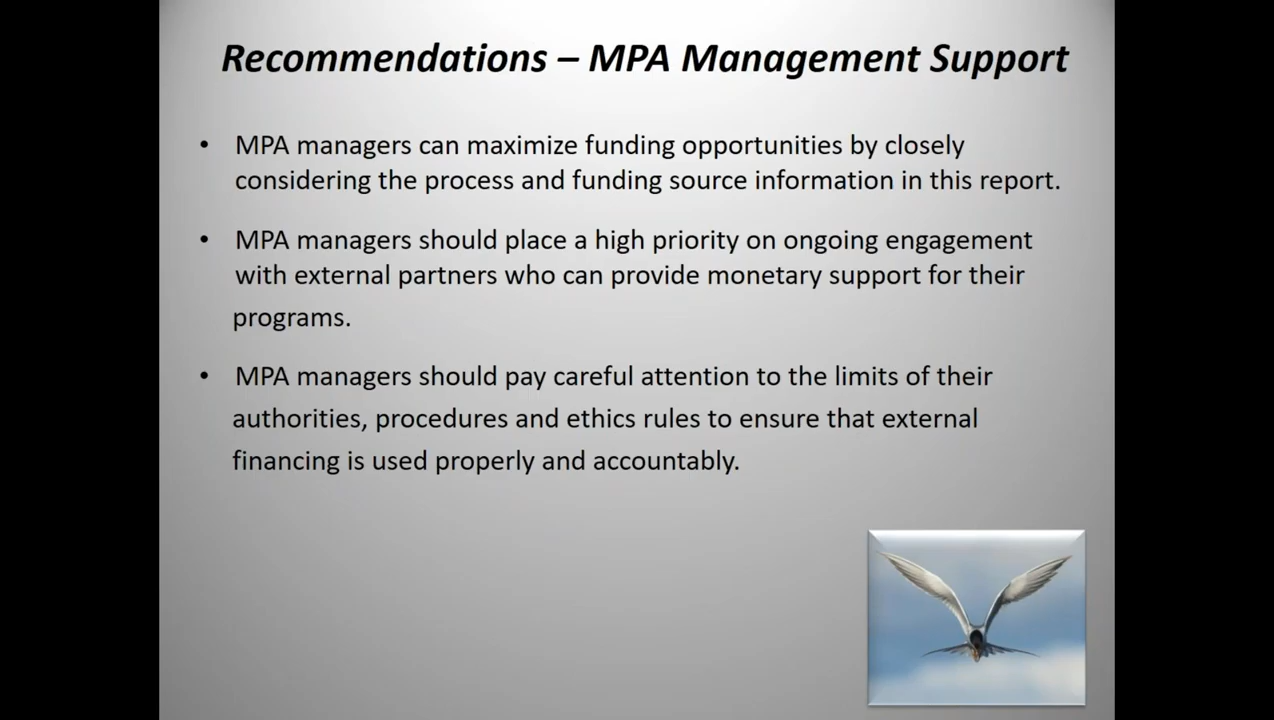 Recommendations – MPA Management Support
• MPA managers can maximize funding opportunities by closely
considering the process and funding source information in this report.
• MPA managers should place a high priority on ongoing engagement
with external partners who can provide monetary support for their
programs.
• MPA managers should pay careful attention to the limits of their
authorities, procedures and ethics rules to ensure that external
financing is used properly and accountably.